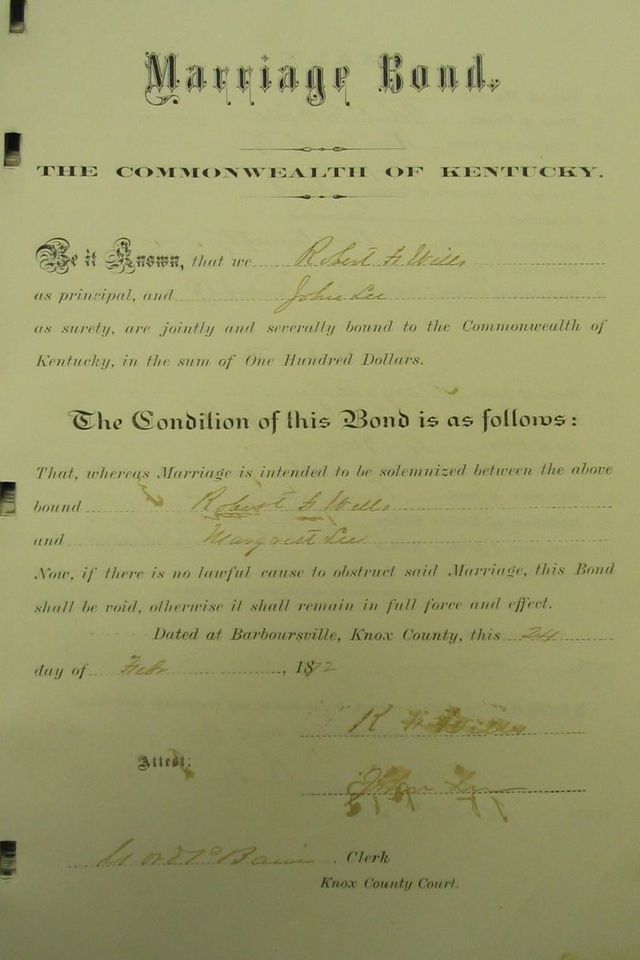 Marriage Bond.
THE COMMONWEALTH OF KENTUCKY.
Be it Known, that we Robert F Wills
as principal, and John Lee
as surety, are jointly and severally bound to the Commonwealth of
Kentucky, in the sum of One Hundred Dollars.
The Condition of this Bond is as follows:
That, whereas Marriage is intended to be solemnized between the above
bound Robert F Wills
and Margaret Lee
Now, if there is no lawful cause to obstruct said Marriage, this Bond
shall be void, otherwise it shall remain in full force and effect.
Dated at Barboursville, Knox County, this 24
day of Feb , 1872
R F Wills
Attest:
John
Clerk
Knox County Court.